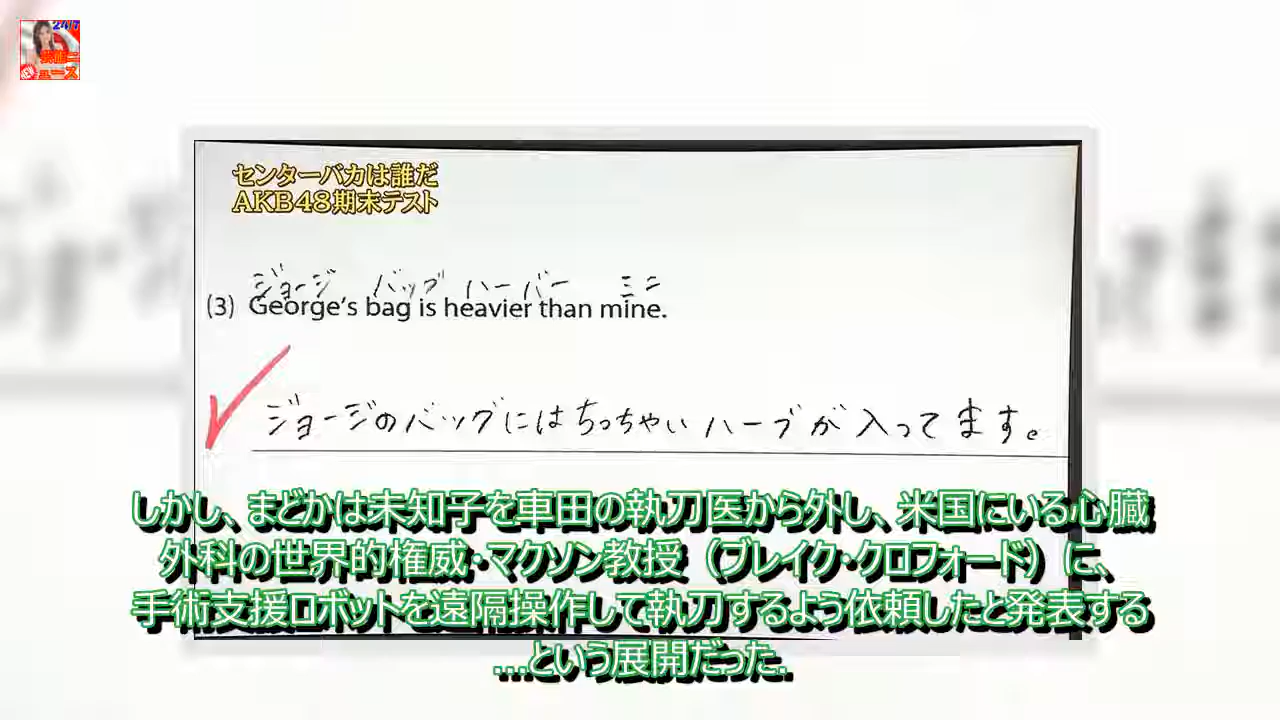 24/7
芸能ニ
ュース
センターバカは誰だ
AKB48期末テスト
ジョージ バッグ ハーバー ミニ
(3) George's bag is heavier than mine.
ジョージのバッグにはちっちゃいハーブが入ってます。
しかし、まどかは未知子を車田の執刀医から外し、米国にいる心臓
外科の世界的権威・マクソン教授（ブレイク・クロフォード）に、
手術支援ロボットを遠隔操作して執刀するよう依頼したと発表する
....という展開だった.